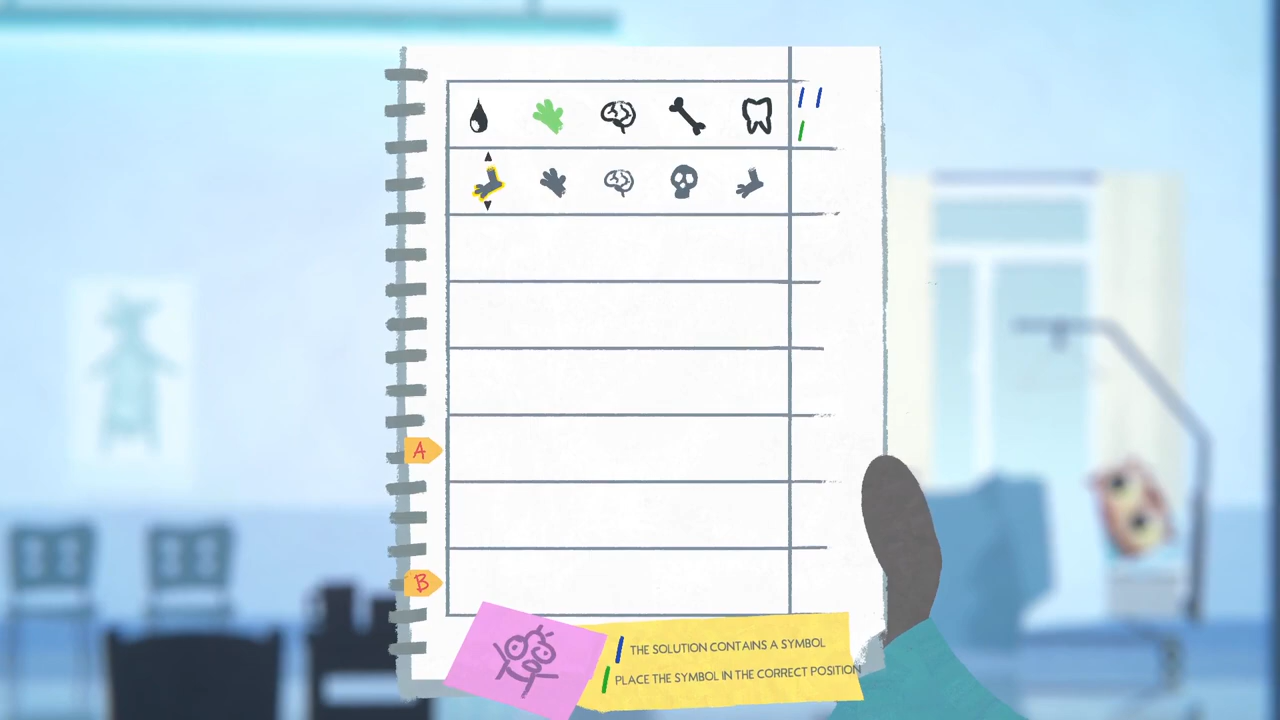 A
B
THE SOLUTION CONTAINS A SYMBOL
PLACE THE SYMBOL IN THE CORRECT POSITION